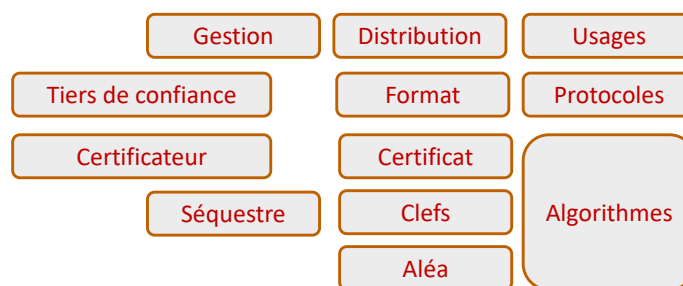 Gestion
Distribution
Usages
Tiers de confiance
Format
Protocoles
Certificateur
Certificat
Séquestre
Clefs
Algorithmes
Aléa